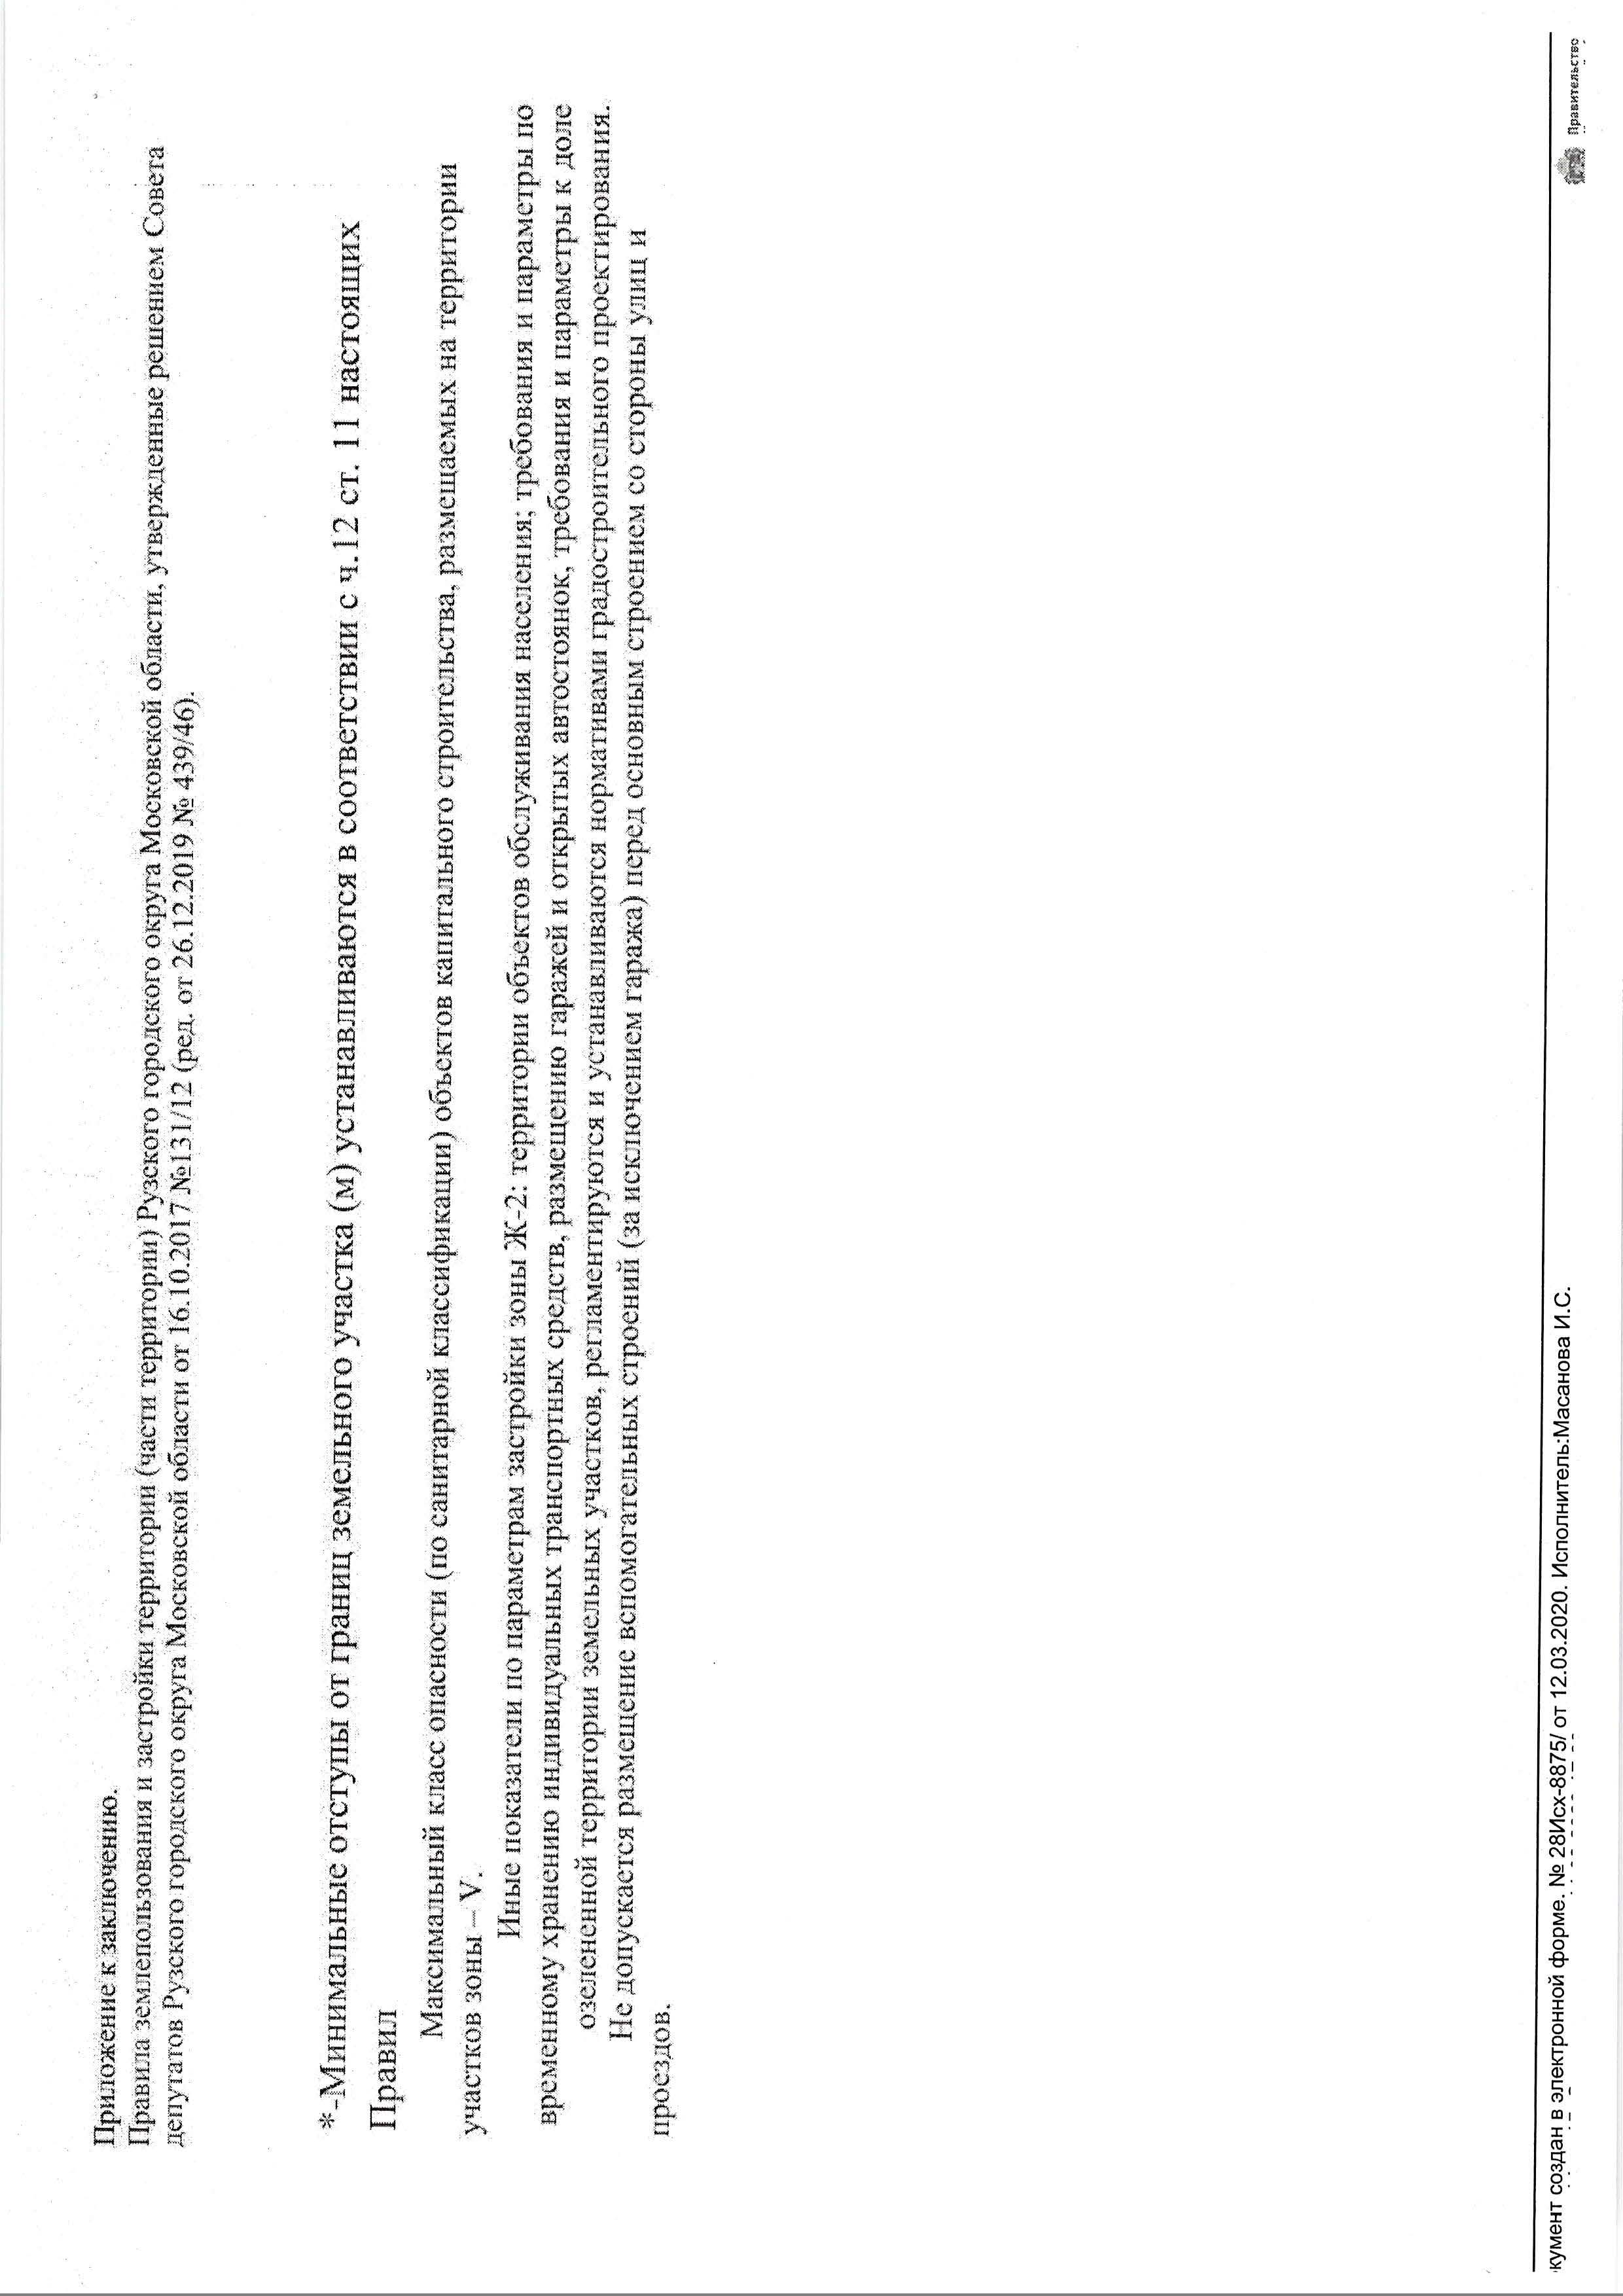 Приложение к заключению.
Правила землепользования и застройки территории (части территории) Рузского городского округа Московской области, утвержденные решением Совета
депутатов Рузского городского округа Московской области от 16.10.2017 №131/12 (ред. от 26.12.2019 № 439/46).
*-Минимальные отступы от границ земельного участка (м) устанавливаются в соответствии с ч.12 ст. 11 настоящих
Правил
Максимальный класс опасности (по санитарной классификации) объектов капитального строительства, размещаемых на территории
участков зоны – V.
Иные показатели по параметрам застройки зоны Ж-2: территории объектов обслуживания населения; требования и параметры по
временному хранению индивидуальных транспортных средств, размещению гаражей и открытых автостоянок, требования и параметры к доле
озелененной территории земельных участков, регламентируются и устанавливаются нормативами градостроительного проектирования.
Не допускается размещение вспомогательных строений (за исключением гаража) перед основным строением со стороны улиц и
проездов.
кумент создан в электронной форме. № 28Исх-8875/ от 12.03.2020. Исполнитель:Масанова И.С.
Правительство